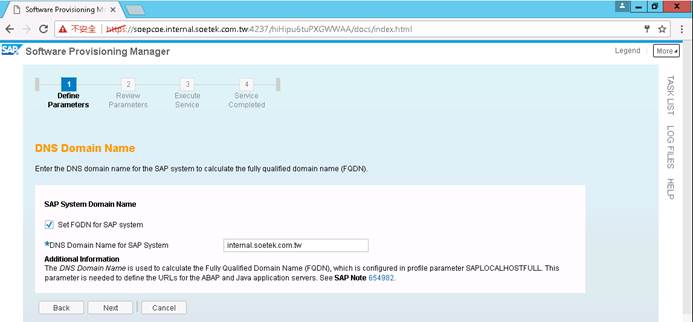 Software Provisioning M
不安全 https://soepcoe.internal.soetek.com.tw:4237/hiHipu6tuPXGWWAA/docs/index.html
SAP Software Provisioning Manager
Legend More
1 2 3 4
Define Parameters
Review Parameters
Execute Service
Service Completed
TASK LIST
LOG FILES
HELP
DNS Domain Name
Enter the DNS domain name for the SAP system to calculate the fully qualified domain name (FQDN).
SAP System Domain Name
Set FQDN for SAP system
*DNS Domain Name for SAP System internal.soetek.com.tw
Additional Information
The DNS Domain Name is used to calculate the Fully Qualified Domain Name (FQDN), which is configured in profile parameter SAPLOCALHOSTFULL. This
parameter is needed to define the URLs for the ABAP and Java application servers. See SAP Note 654982.
Back Next Cancel